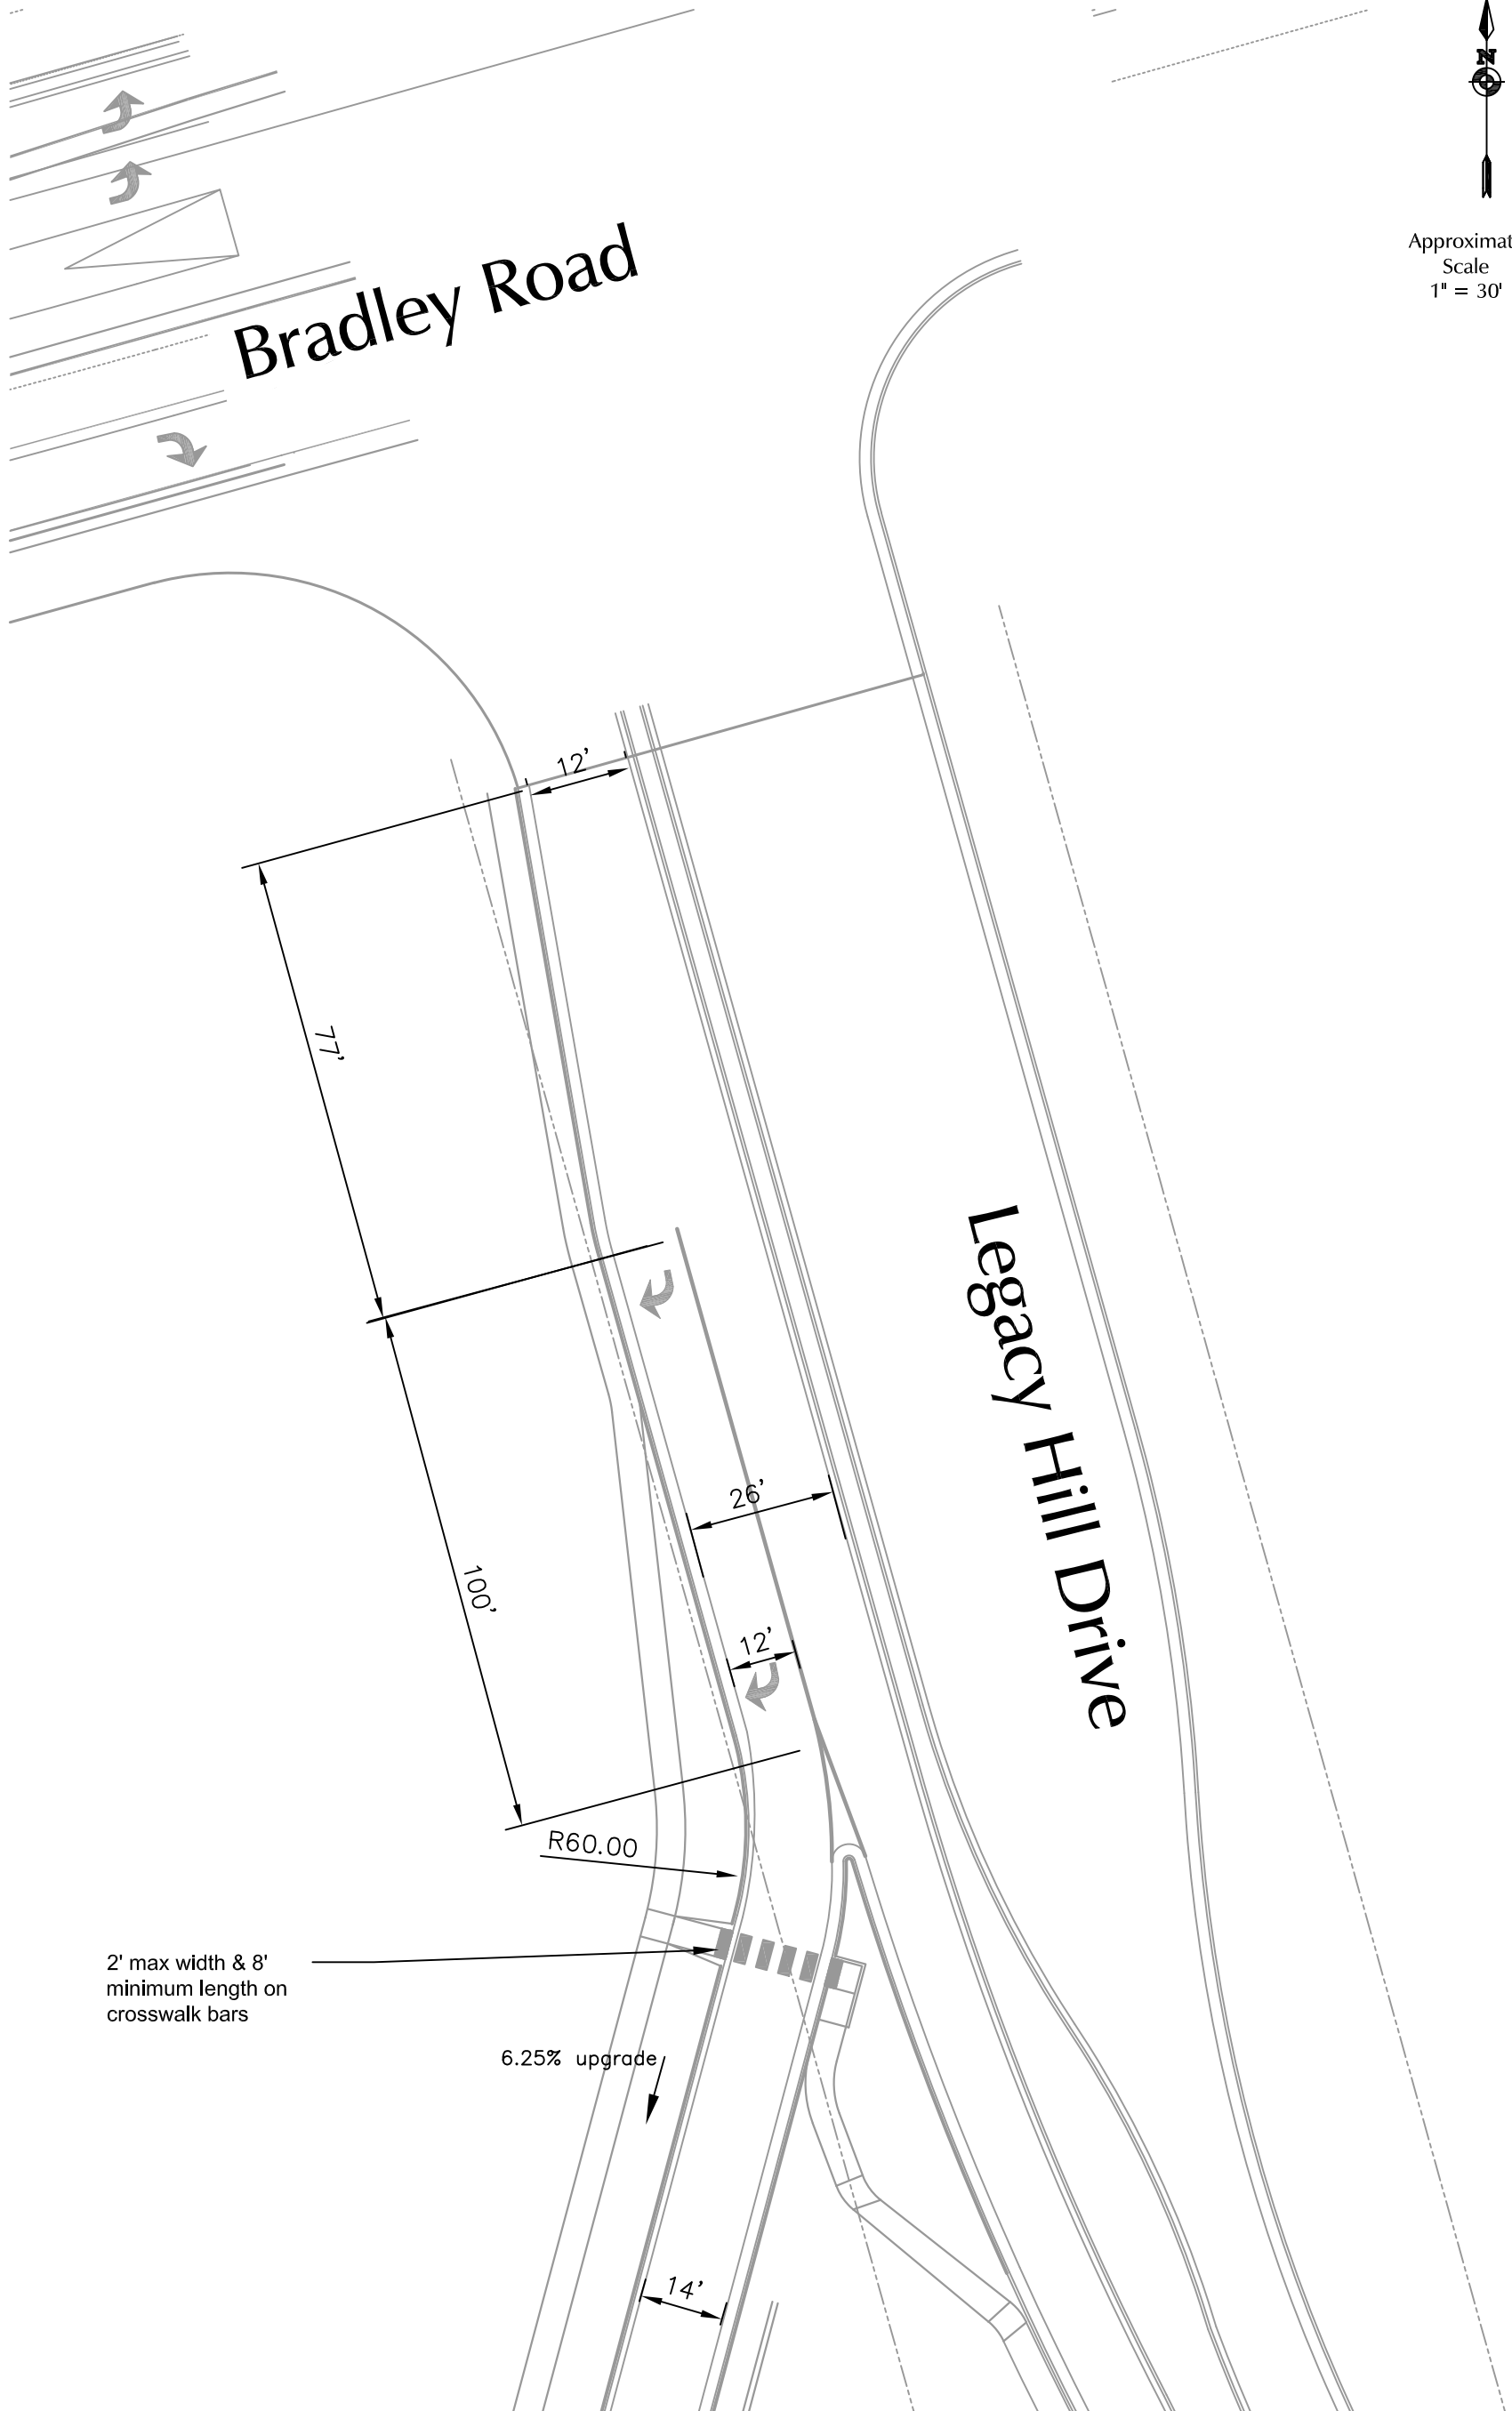 N
Approximat
Scale
1" = 30'
Bradley Road
12'
77'
Legacy Hill Drive
26'
100'
12'
R60.00
2' max width & 8'
minimum length on
crosswalk bars
6.25% upgrade
14'